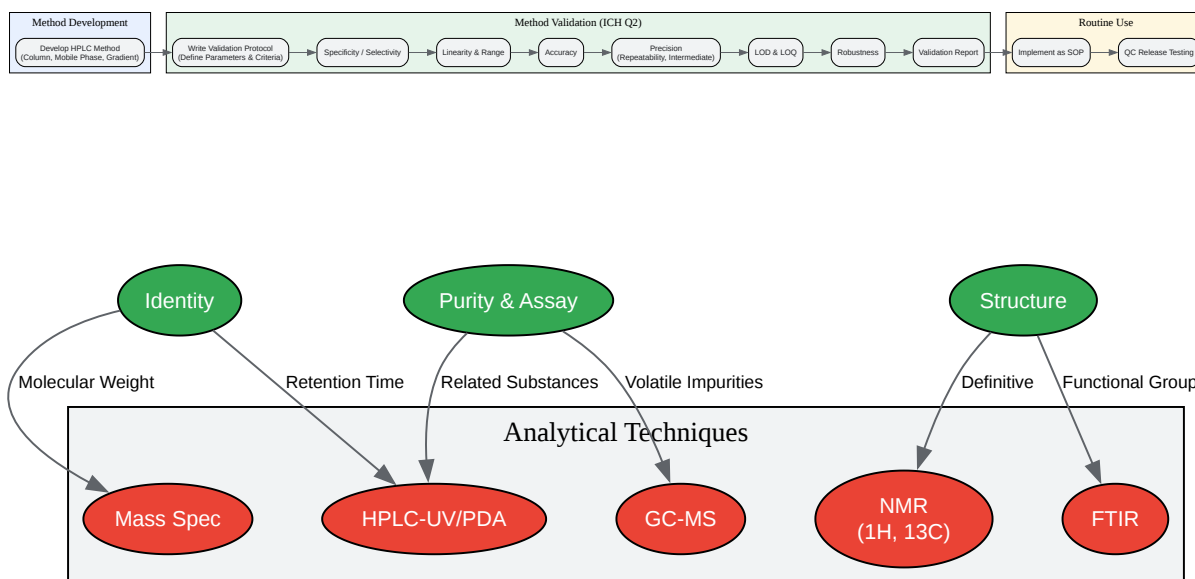 Method Development
Method Validation (ICH Q2)
Routine Use
Develop HPLC Method
(Column, Mobile Phase, Gradient)
Write Validation Protocol
(Define Parameters & Criteria)
Specificity / Selectivity
Linearity & Range
Accuracy
Precision
(Repeatability, Intermediate)
LOD & LOQ
Robustness
Validation Report
Implement as SOP
QC Release Testing
Identity
Purity & Assay
Structure
Molecular Weight
Retention Time
Related Substances
Volatile Impurities
Definitive
Functional Group
Analytical Techniques
Mass Spec
HPLC-UV/PDA
GC-MS
NMR
(1H, 13C)
FTIR